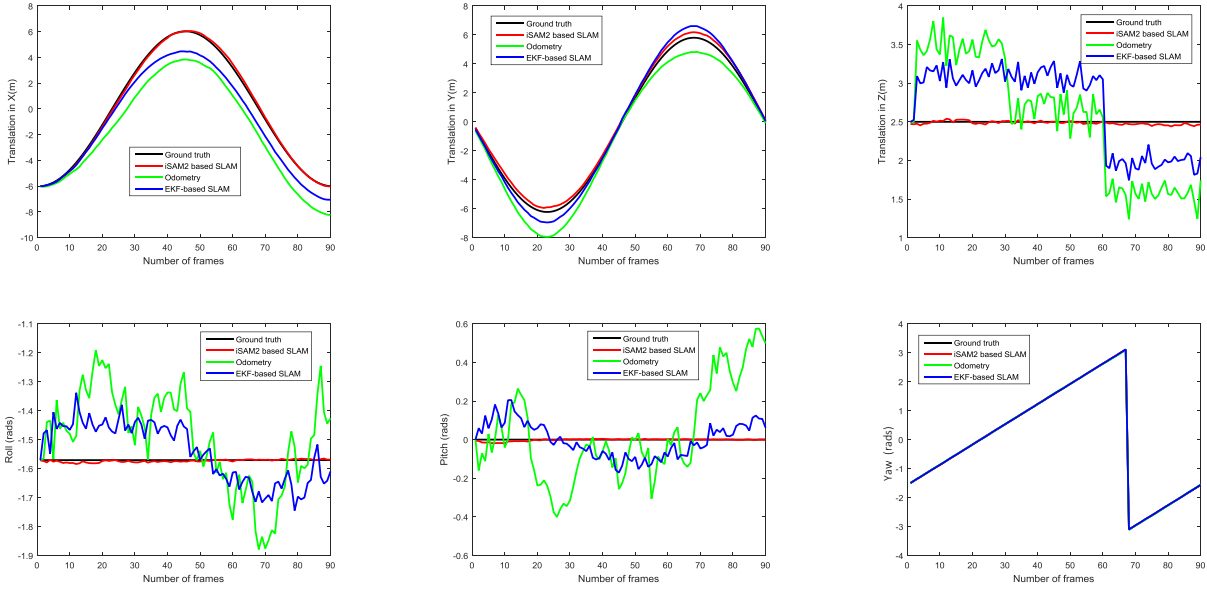 8
6
4
2
0
-2
-4
-6
-8
-10
Translation in X(m)
Ground truth
iSAM2 based SLAM
Odometry
EKF-based SLAM
0 10 20 30 40 50 60 70 80 90
Number of frames
8
6
4
2
0
-2
-4
-6
-8
Translation in Y(m)
Ground truth
iSAM2 based SLAM
Odometry
EKF-based SLAM
0 10 20 30 40 50 60 70 80 90
Number of frames
4
3.5
3
2.5
2
1.5
1
Translation in Z(m)
Ground truth
iSAM2 based SLAM
Odometry
EKF-based SLAM
0 10 20 30 40 50 60 70 80 90
Number of frames
-1.1
-1.2
-1.3
-1.4
-1.5
-1.6
-1.7
-1.8
-1.9
Roll (rads)
Ground truth
iSAM2 based SLAM
Odometry
EKF-based SLAM
0 10 20 30 40 50 60 70 80 90
Number of frames
0.6
0.4
0.2
0
-0.2
-0.4
-0.6
Pitch (rads)
Ground truth
iSAM2 based SLAM
Odometry
EKF-based SLAM
0 10 20 30 40 50 60 70 80 90
Number of frames
4
3
2
1
0
-1
-2
-3
-4
Yaw (rads)
Ground truth
iSAM2 based SLAM
Odometry
EKF-based SLAM
0 10 20 30 40 50 60 70 80 90
Number of frames